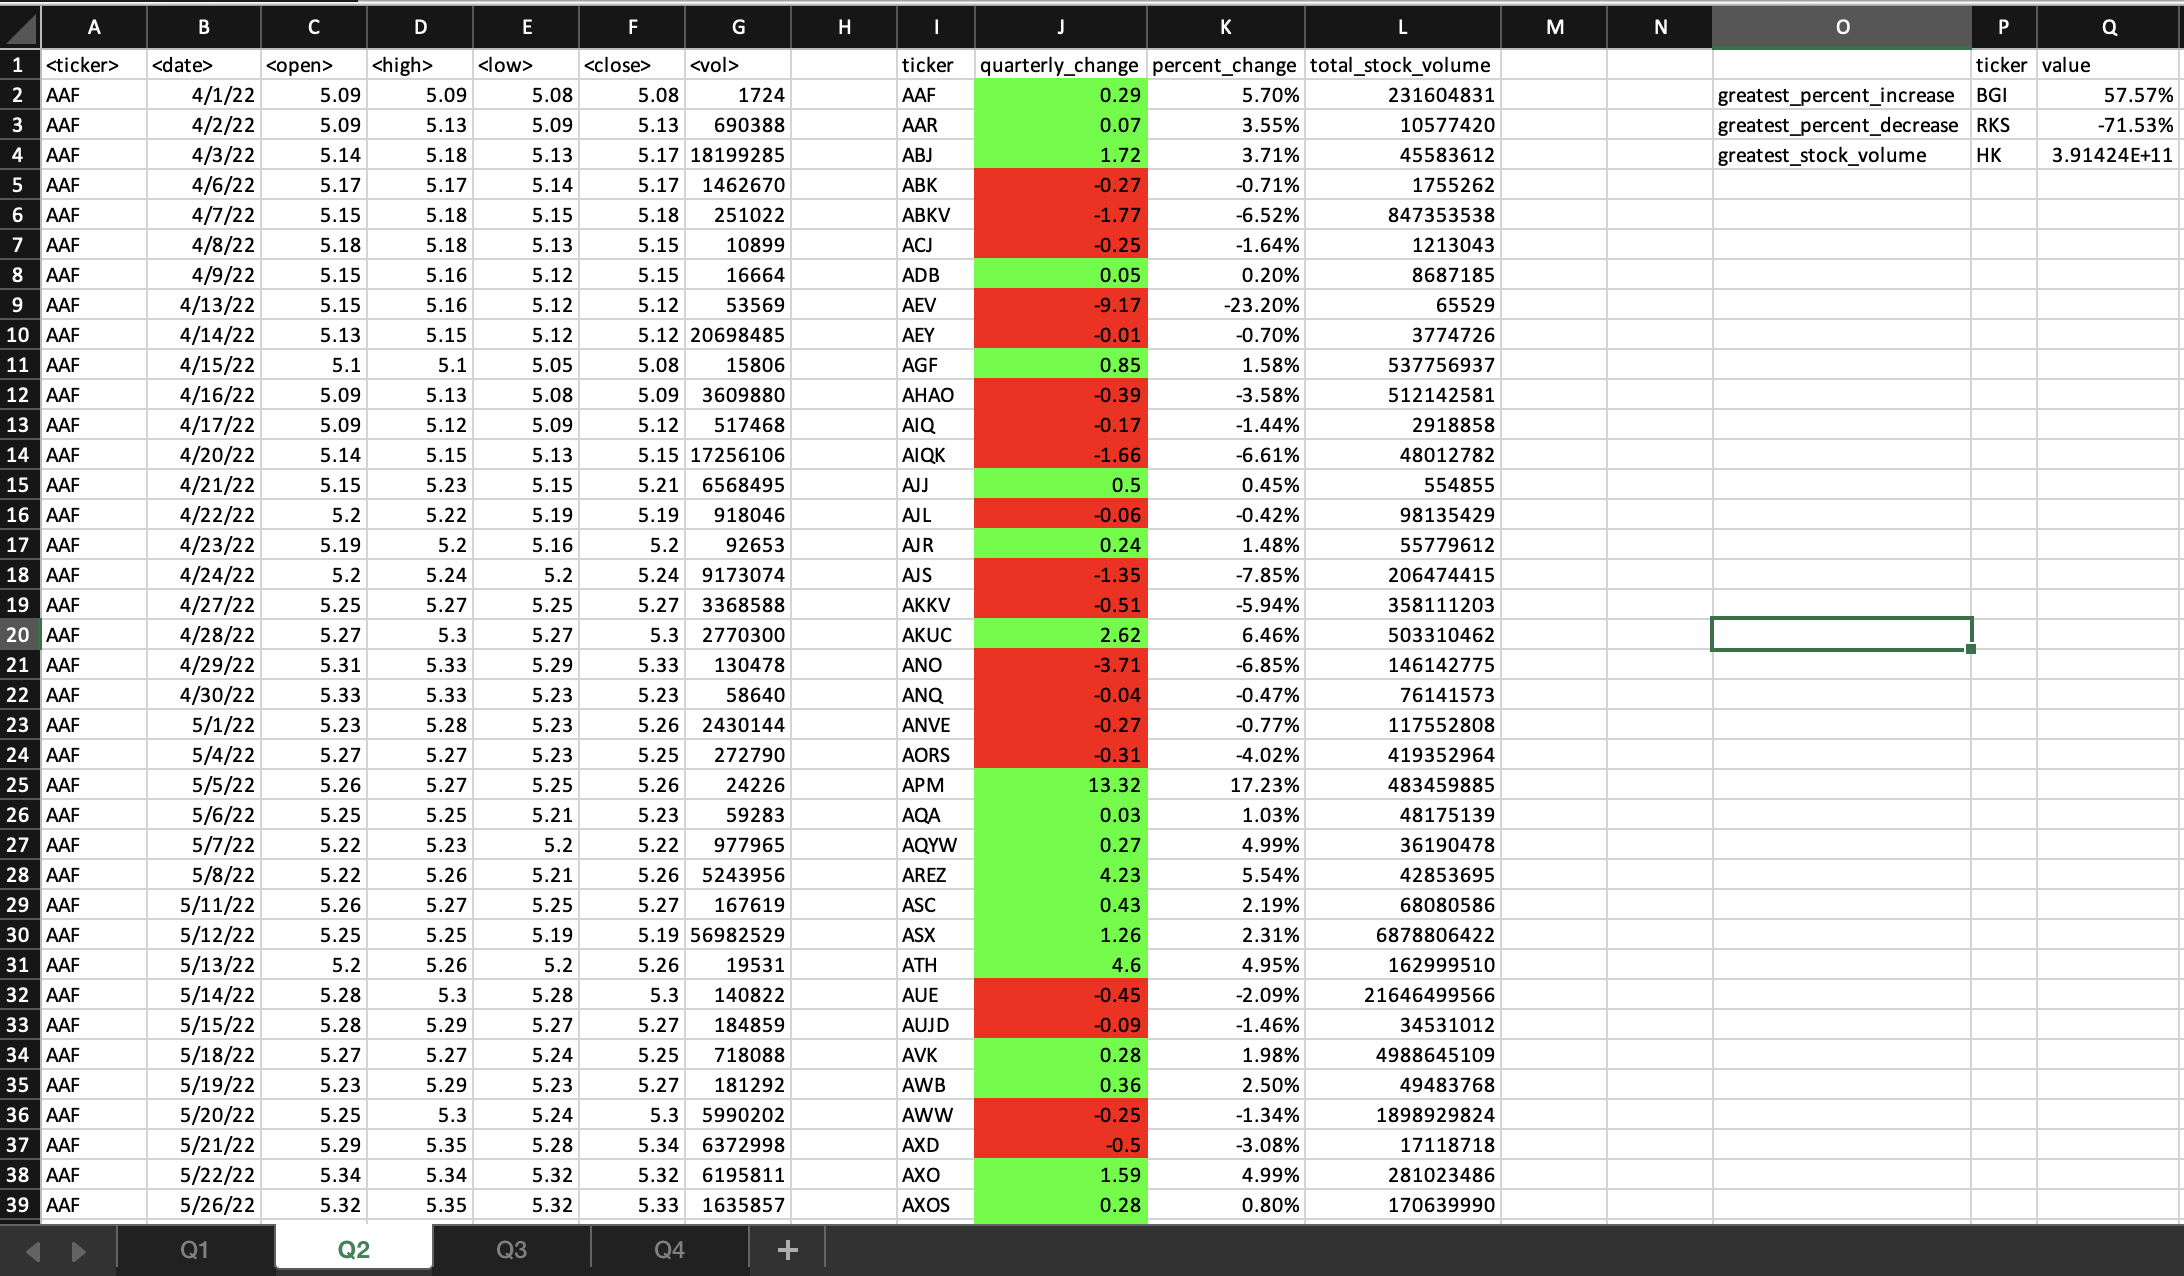 A B C D E F G H I J K L M N O P Q
1 <ticker> <date> <open> <high> <low> <close> <vol> ticker quarterly_change percent_change total_stock_volume ticker value
2 AAF 4/1/22 5.09 5.09 5.08 5.08 1724 AAF 0.29 5.70% 231604831 greatest_percent_increase BGI 57.57%
3 AAF 4/2/22 5.09 5.13 5.09 5.13 690388 AAR 0.07 3.55% 10577420 greatest_percent_decrease RKS -71.53%
4 AAF 4/3/22 5.14 5.18 5.13 5.17 18199285 ABJ 1.72 3.71% 45583612 greatest_stock_volume HK 3.91424E+11
5 AAF 4/6/22 5.17 5.17 5.14 5.17 1462670 ABK -0.27 -0.71% 1755262
6 AAF 4/7/22 5.15 5.18 5.15 5.18 251022 ABKV -1.77 -6.52% 847353538
7 AAF 4/8/22 5.18 5.18 5.13 5.15 10899 ACJ -0.25 -1.64% 1213043
8 AAF 4/9/22 5.15 5.16 5.12 5.15 16664 ADB 0.05 0.20% 8687185
9 AAF 4/13/22 5.15 5.16 5.12 5.12 53569 AEV -9.17 -23.20% 65529
10 AAF 4/14/22 5.13 5.15 5.12 5.12 20698485 AEY -0.01 -0.70% 3774726
11 AAF 4/15/22 5.1 5.1 5.05 5.08 15806 AGF 0.85 1.58% 537756937
12 AAF 4/16/22 5.09 5.13 5.08 5.09 3609880 AHAO -0.39 -3.58% 512142581
13 AAF 4/17/22 5.09 5.12 5.09 5.12 517468 AIQ -0.17 -1.44% 2918858
14 AAF 4/20/22 5.14 5.15 5.13 5.15 17256106 AIQK -1.66 -6.61% 48012782
15 AAF 4/21/22 5.15 5.23 5.15 5.21 6568495 AJJ 0.5 0.45% 554855
16 AAF 4/22/22 5.2 5.22 5.19 5.19 918046 AJL -0.06 -0.42% 98135429
17 AAF 4/23/22 5.19 5.2 5.16 5.2 92653 AJR 0.24 1.48% 55779612
18 AAF 4/24/22 5.2 5.24 5.2 5.24 9173074 AJS -1.35 -7.85% 206474415
19 AAF 4/27/22 5.25 5.27 5.25 5.27 3368588 AKKV -0.51 -5.94% 358111203
20 AAF 4/28/22 5.27 5.3 5.27 5.3 2770300 AKUC 2.62 6.46% 503310462
21 AAF 4/29/22 5.31 5.33 5.29 5.33 130478 ANO -3.71 -6.85% 146142775
22 AAF 4/30/22 5.33 5.33 5.23 5.23 58640 ANQ -0.04 -0.47% 76141573
23 AAF 5/1/22 5.23 5.28 5.23 5.26 2430144 ANVE -0.27 -0.77% 117552808
24 AAF 5/4/22 5.27 5.27 5.23 5.25 272790 AORS -0.31 -4.02% 419352964
25 AAF 5/5/22 5.26 5.27 5.25 5.26 24226 APM 13.32 17.23% 483459885
26 AAF 5/6/22 5.25 5.25 5.21 5.23 59283 AQA 0.03 1.03% 48175139
27 AAF 5/7/22 5.22 5.23 5.2 5.22 977965 AQYW 0.27 4.99% 36190478
28 AAF 5/8/22 5.22 5.26 5.21 5.26 5243956 AREZ 4.23 5.54% 42853695
29 AAF 5/11/22 5.26 5.27 5.25 5.27 167619 ASC 0.43 2.19% 68080586
30 AAF 5/12/22 5.25 5.25 5.19 5.19 56982529 ASX 1.26 2.31% 6878806422
31 AAF 5/13/22 5.2 5.26 5.2 5.26 19531 ATH 4.6 4.95% 162999510
32 AAF 5/14/22 5.28 5.3 5.28 5.3 140822 AUE -0.45 -2.09% 21646499566
33 AAF 5/15/22 5.28 5.29 5.27 5.27 184859 AUJD -0.09 -1.46% 34531012
34 AAF 5/18/22 5.27 5.27 5.24 5.25 718088 AVK 0.28 1.98% 4988645109
35 AAF 5/19/22 5.23 5.29 5.23 5.27 181292 AWB 0.36 2.50% 49483768
36 AAF 5/20/22 5.25 5.3 5.24 5.3 5990202 AWW -0.25 -1.34% 1898929824
37 AAF 5/21/22 5.29 5.35 5.28 5.34 6372998 AXD -0.5 -3.08% 17118718
38 AAF 5/22/22 5.34 5.34 5.32 5.32 6195811 AXO 1.59 4.99% 281023486
39 AAF 5/26/22 5.32 5.35 5.32 5.33 1635857 AXOS 0.28 0.80% 170639990
Q1 Q2 Q3 Q4 +